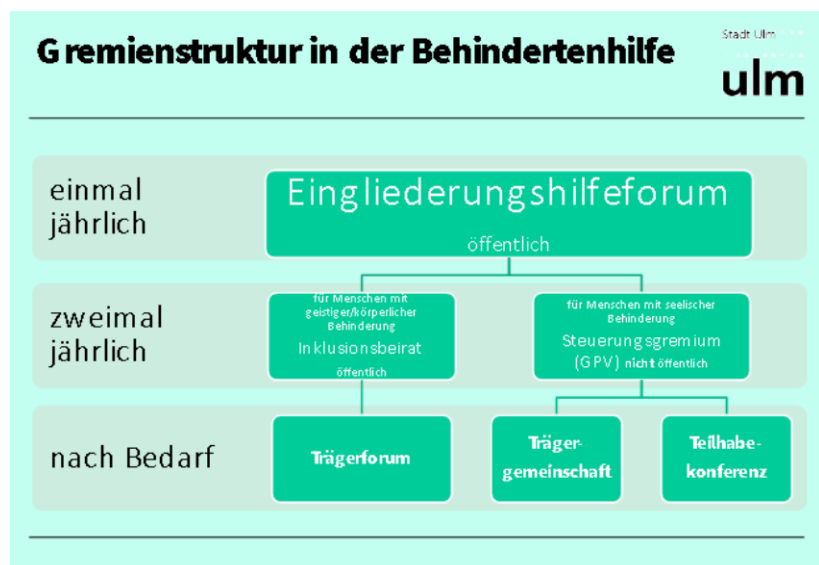 Gremienstruktur in der Behindertenhilfe
Stadt Ulm
ulm
einmal
jährlich
Eingliederungshilfeforum
öffentlich
zweimal
jährlich
für Menschen mit
geistiger/körperlicher
Behinderung
Inklusionsbeirat
öffentlich
für Menschen mit seelischer
Behinderung
Steuerungsgremium
(GPV) nicht öffentlich
nach Bedarf
Trägerforum
Träger-
gemeinschaft
Teilhabe-
konferenz